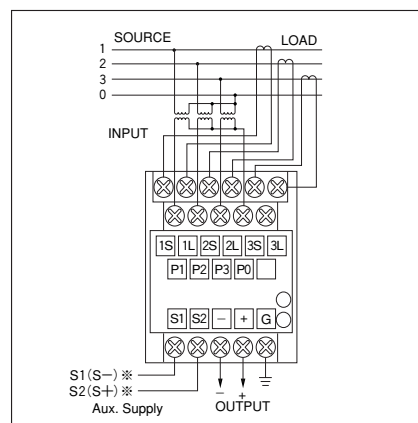 SOURCE LOAD
1
2
3
0
INPUT
1S 1L 2S 2L 3S 3L
P1 P2 P3 P0
S1 S2 － + G
S1(S−)※
S2(S+)※
Aux. Supply
− +
OUTPUT